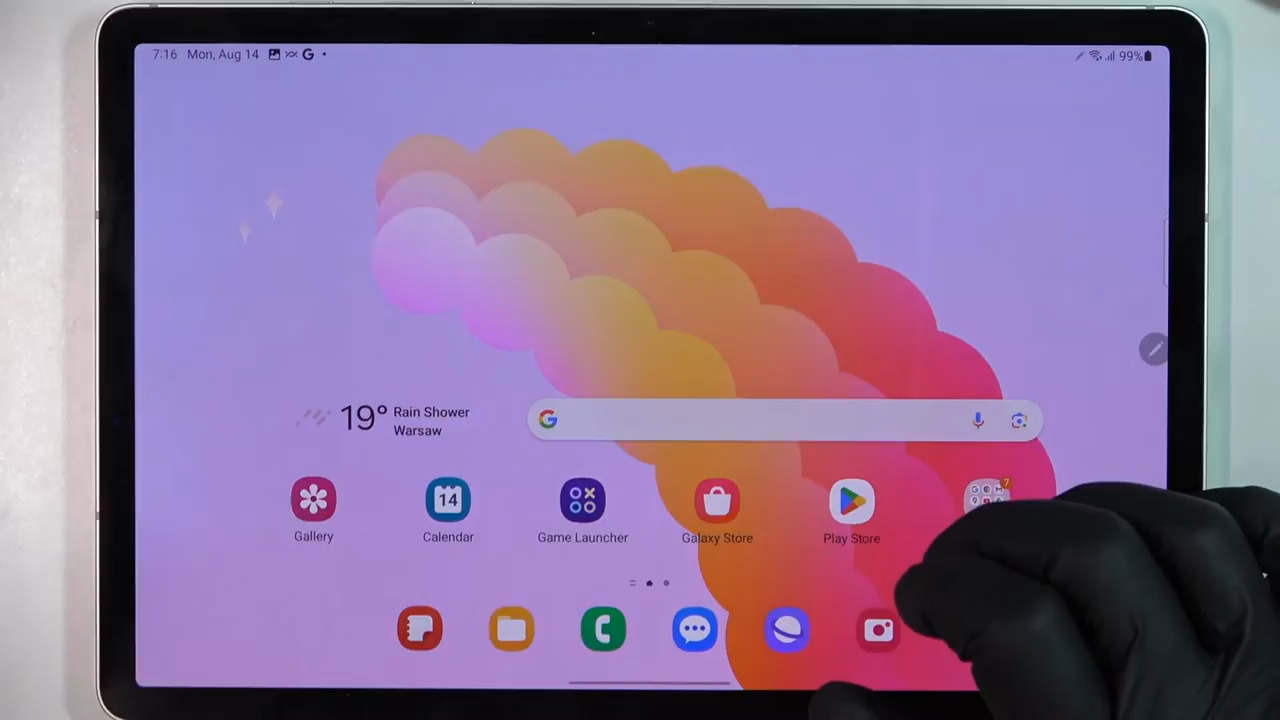 7:16 Mon, Aug 14 G 99%
19° Rain Shower
Warsaw
G
14
7
Gallery Calendar Game Launcher Galaxy Store Play Store